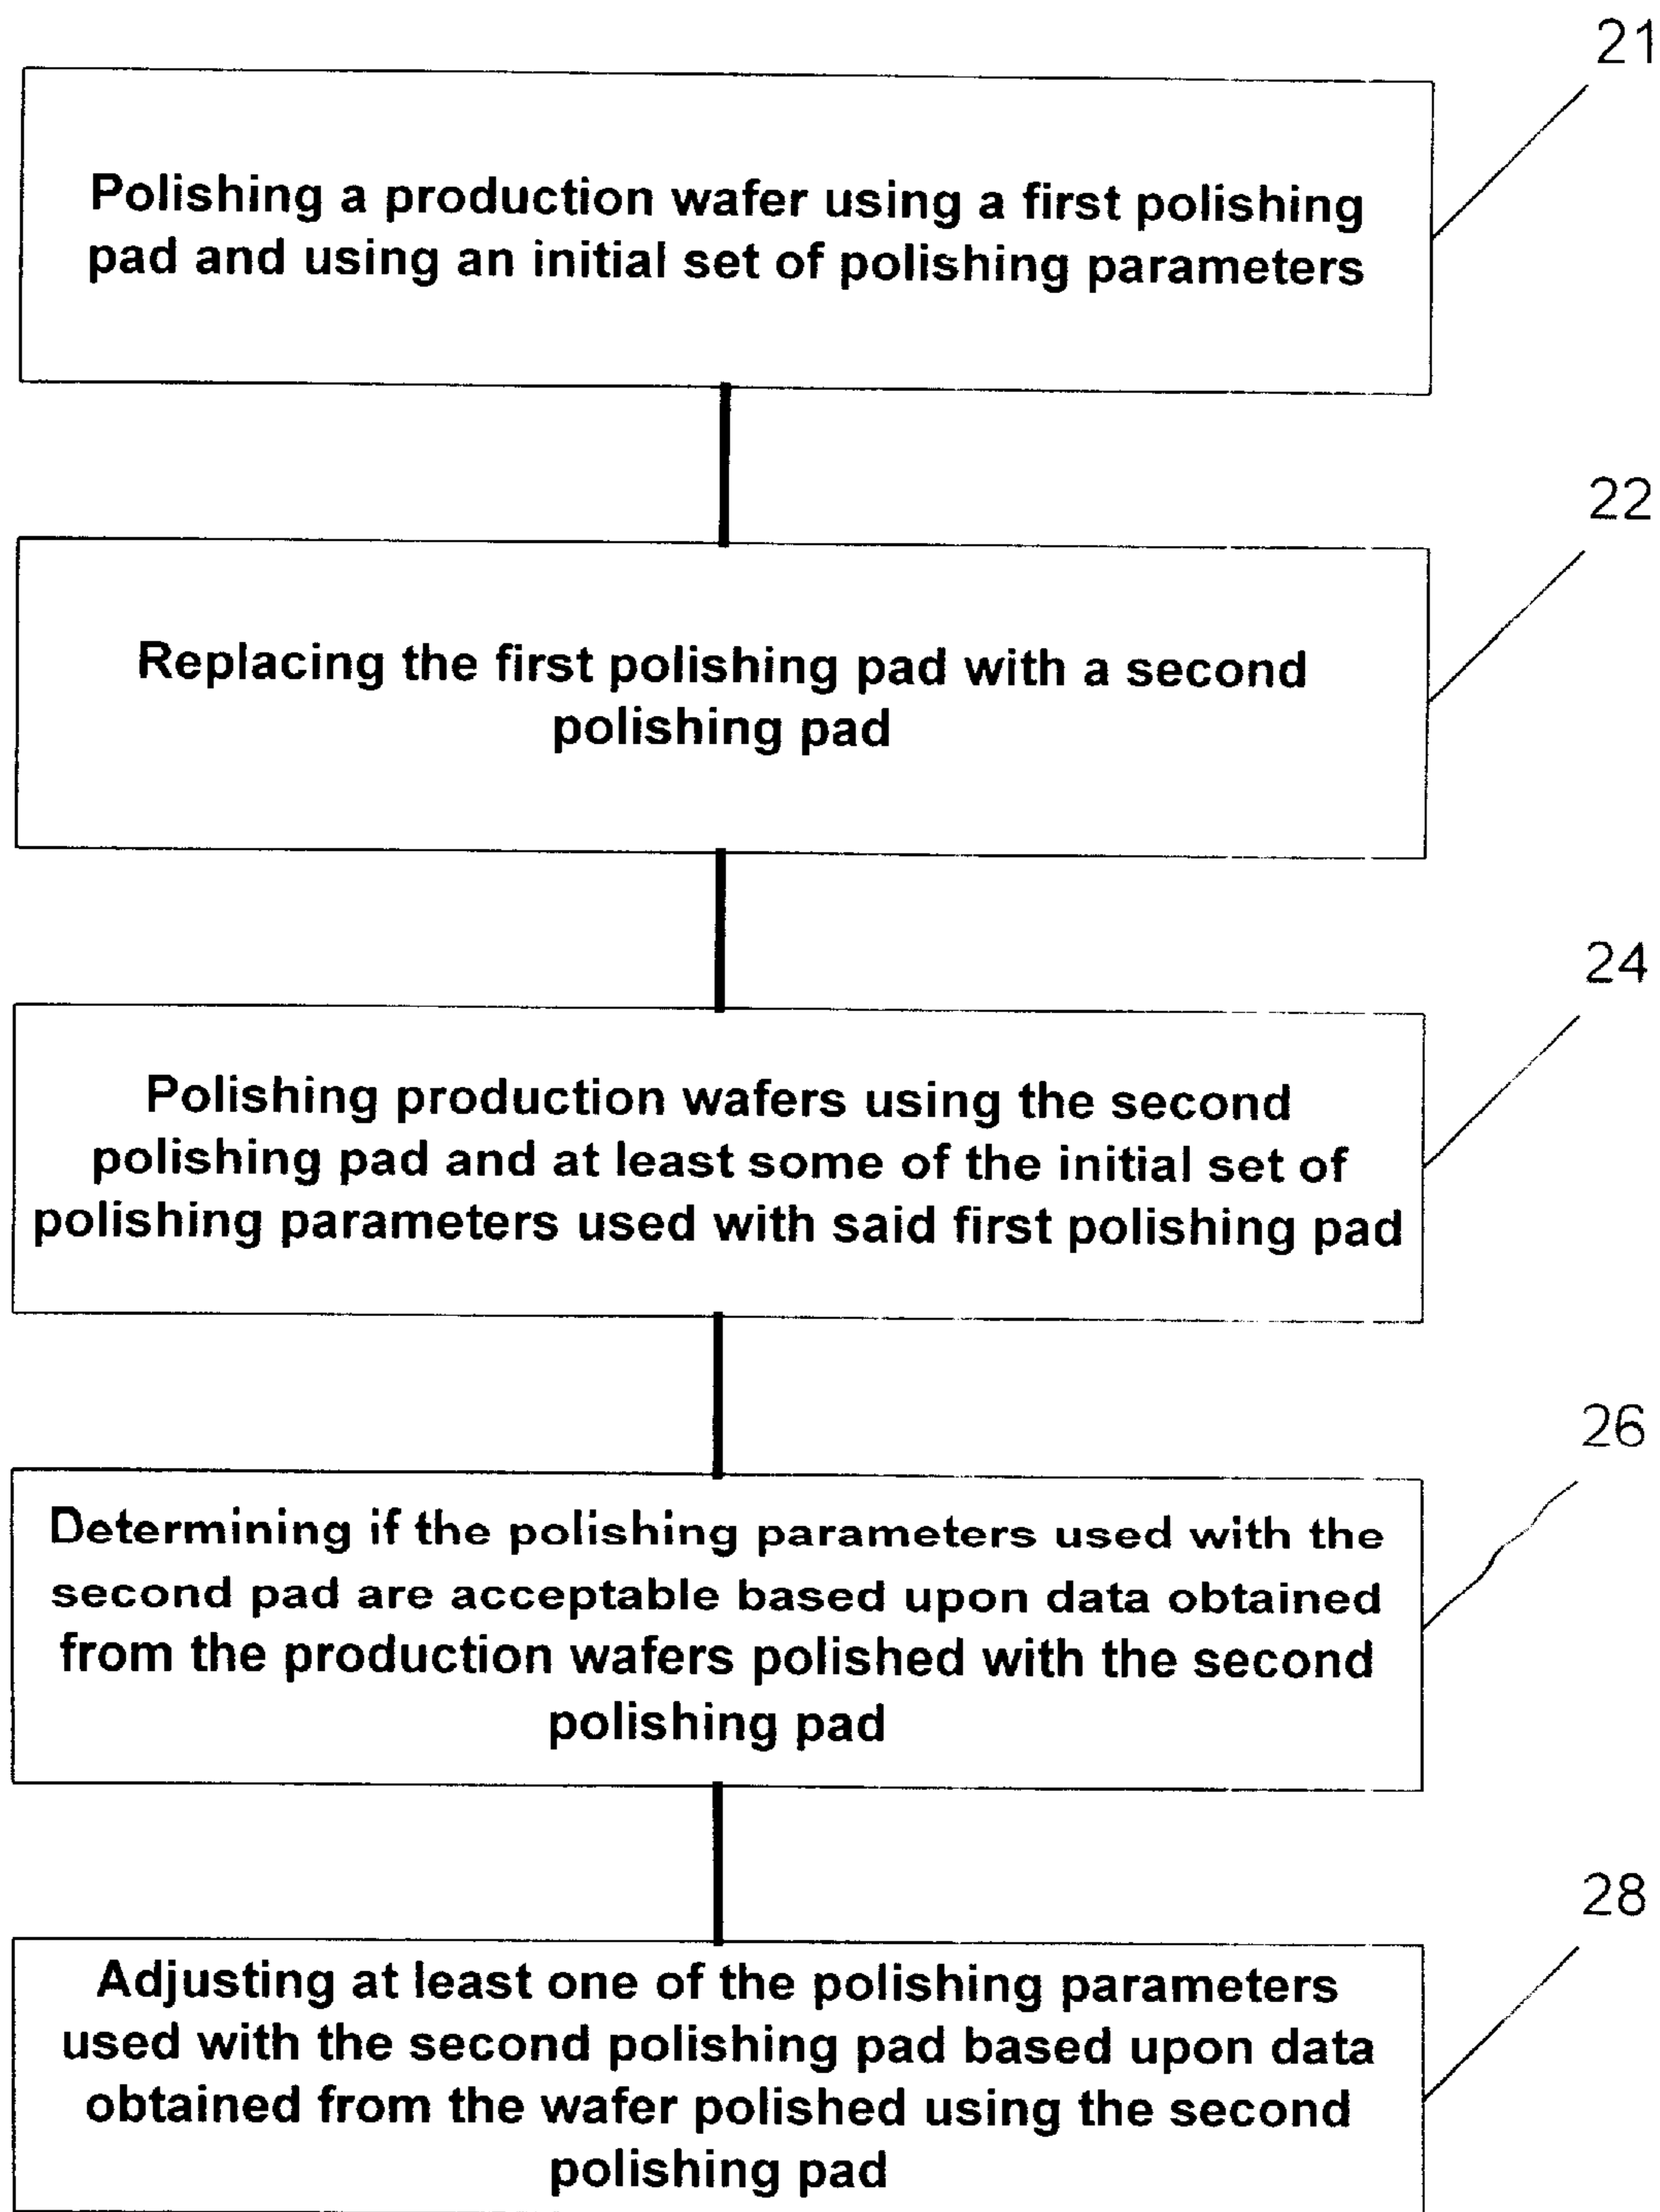 21
Polishing a production wafer using a first polishing
pad and using an initial set of polishing parameters
22
Replacing the first polishing pad with a second
polishing pad
24
Polishing production wafers using the second
polishing pad and at least some of the initial set of
polishing parameters used with said first polishing pad
26
Determining if the polishing parameters used with the
second pad are acceptable based upon data obtained
from the production wafers polished with the second
polishing pad
28
Adjusting at least one of the polishing parameters
used with the second polishing pad based upon data
obtained from the wafer polished using the second
polishing pad